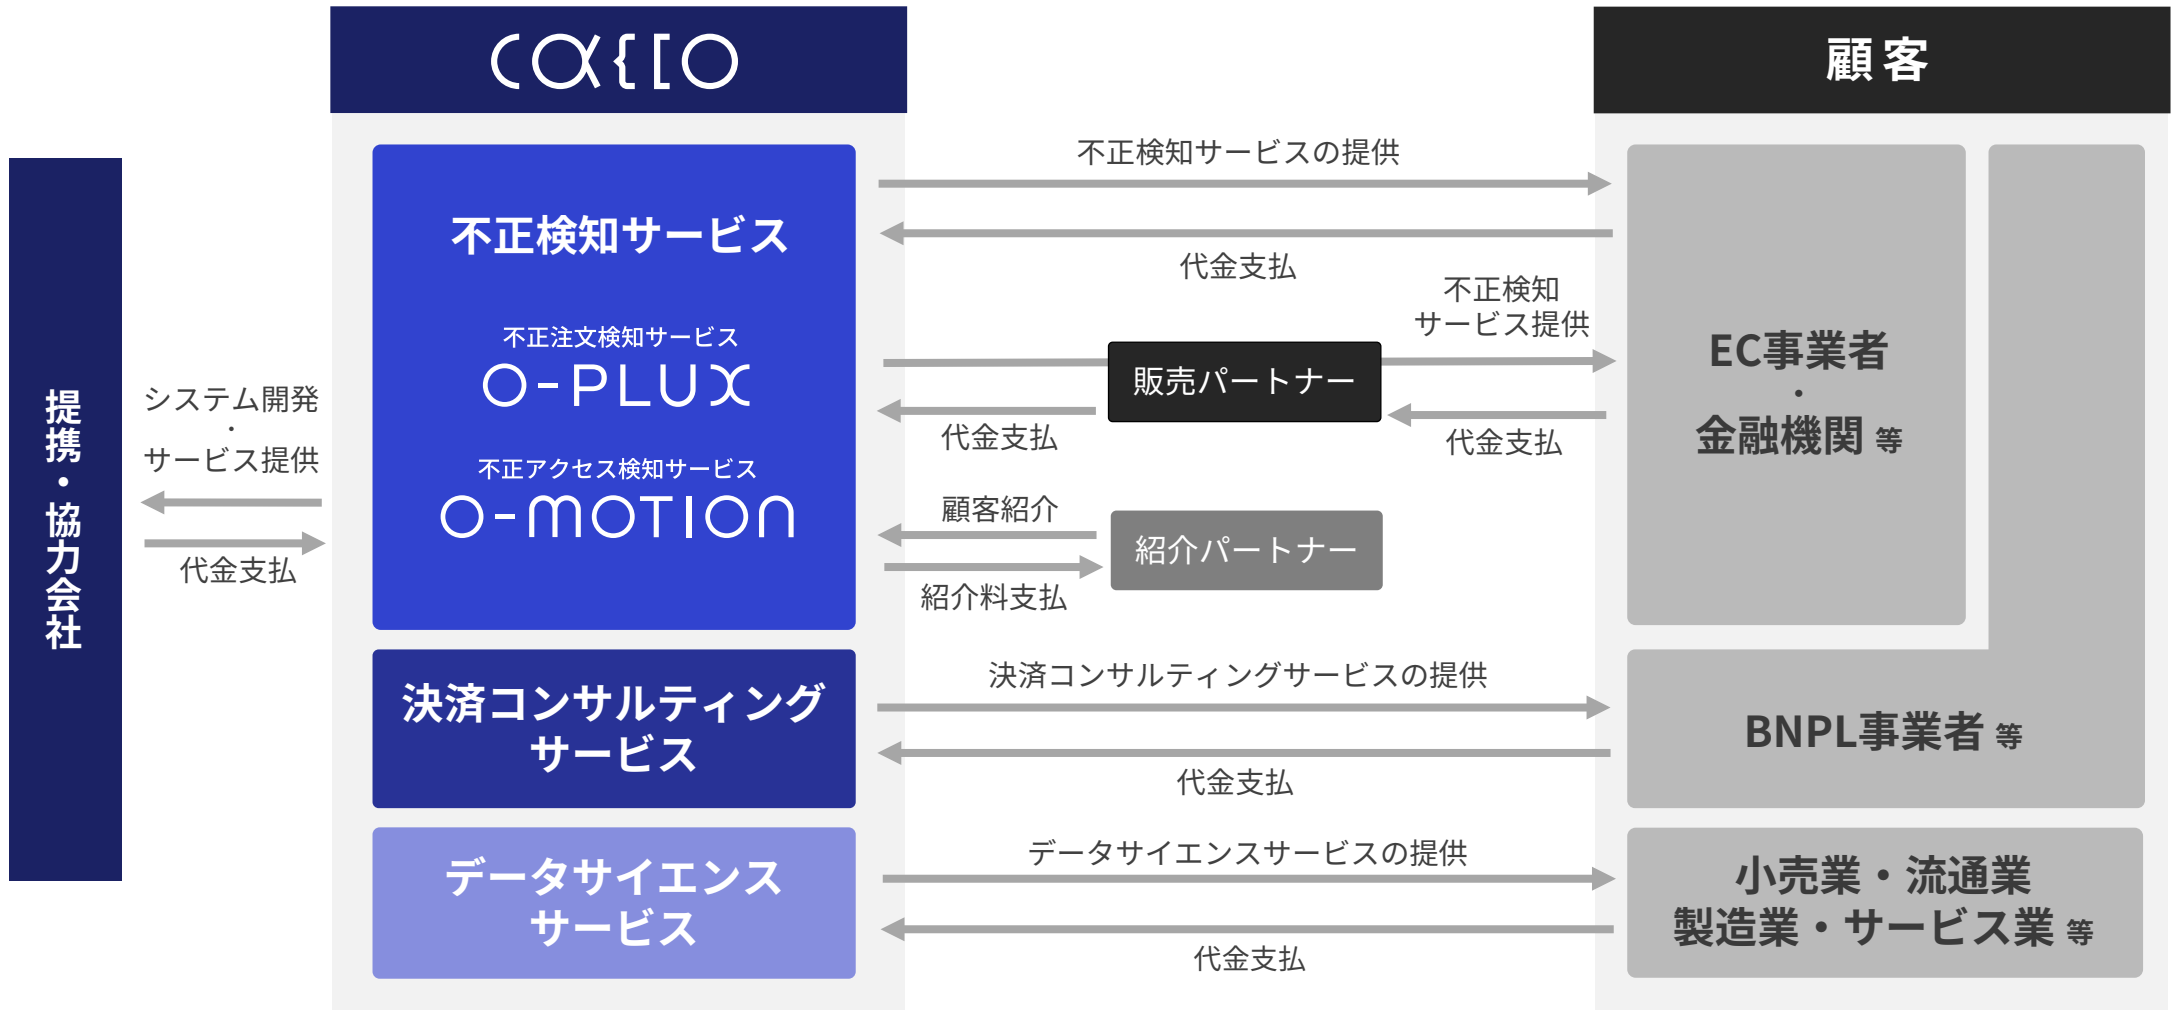 cacco
顧客
提携・協力会社
システム開発
・
サービス提供
代金支払
不正検知サービス
不正注文検知サービス
O-PLUX
不正アクセス検知サービス
O-MOTION
決済コンサルティング
サービス
データサイエンス
サービス
不正検知サービスの提供
代金支払
不正検知
サービス提供
販売パートナー
代金支払
代金支払
顧客紹介
紹介パートナー
紹介料支払
決済コンサルティングサービスの提供
代金支払
データサイエンスサービスの提供
代金支払
EC事業者
・
金融機関 等
BNPL事業者 等
小売業・流通業
製造業・サービス業 等